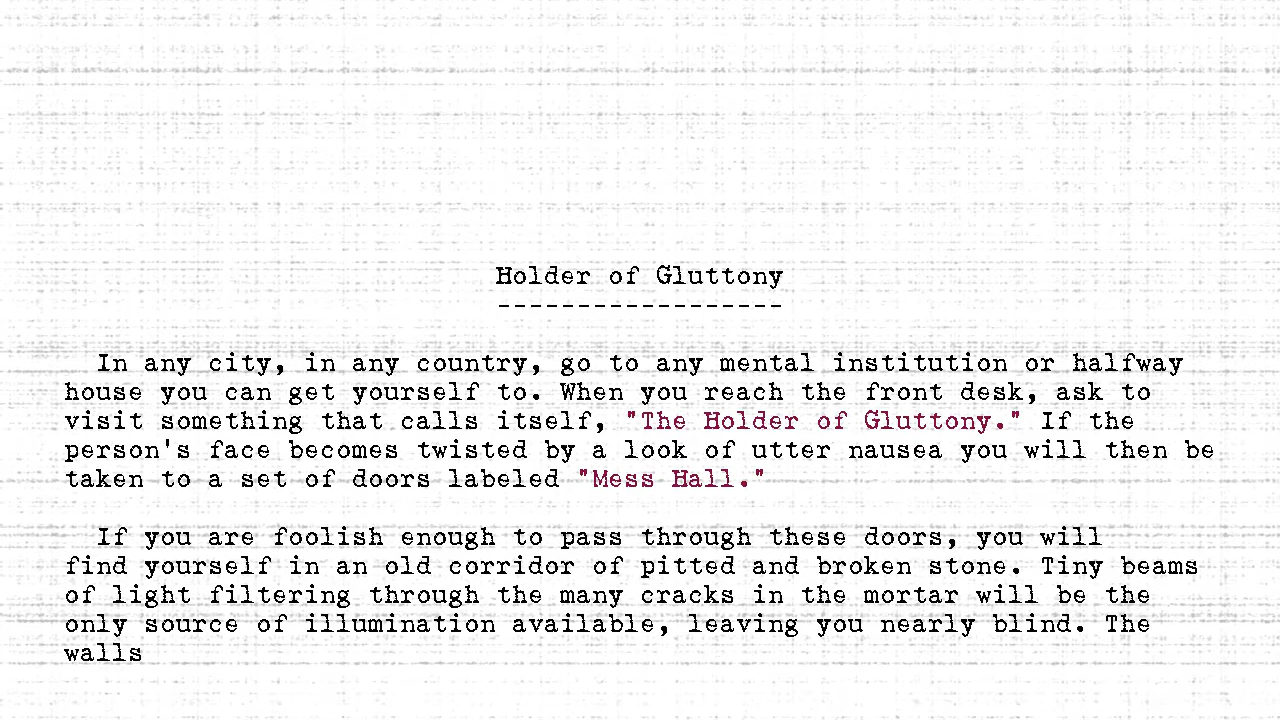 Holder of Gluttony
------------------
In any city, in any country, go to any mental institution or halfway
house you can get yourself to. When you reach the front desk, ask to
visit something that calls itself, "The Holder of Gluttony." If the
person's face becomes twisted by a look of utter nausea you will then be
taken to a set of doors labeled "Mess Hall."
If you are foolish enough to pass through these doors, you will
find yourself in an old corridor of pitted and broken stone. Tiny beams
of light filtering through the many cracks in the mortar will be the
only source of illumination available, leaving you nearly blind. The
walls